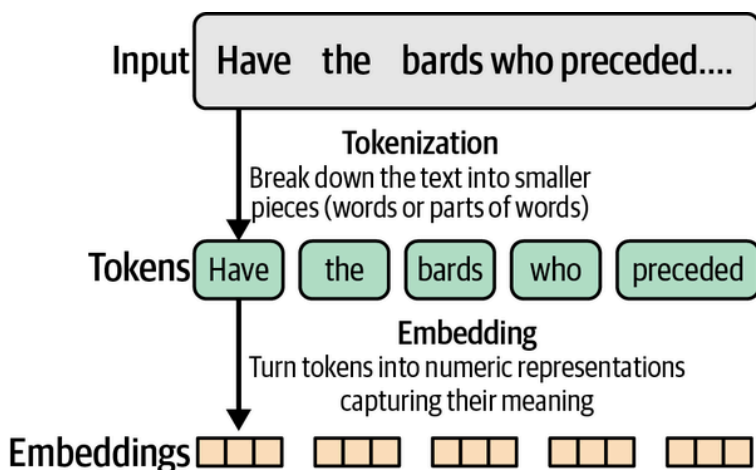 Input Have the bards who preceded....
Tokenization
Break down the text into smaller
pieces (words or parts of words)
Tokens Have the bards who preceded
Embedding
Turn tokens into numeric representations
capturing their meaning
Embeddings